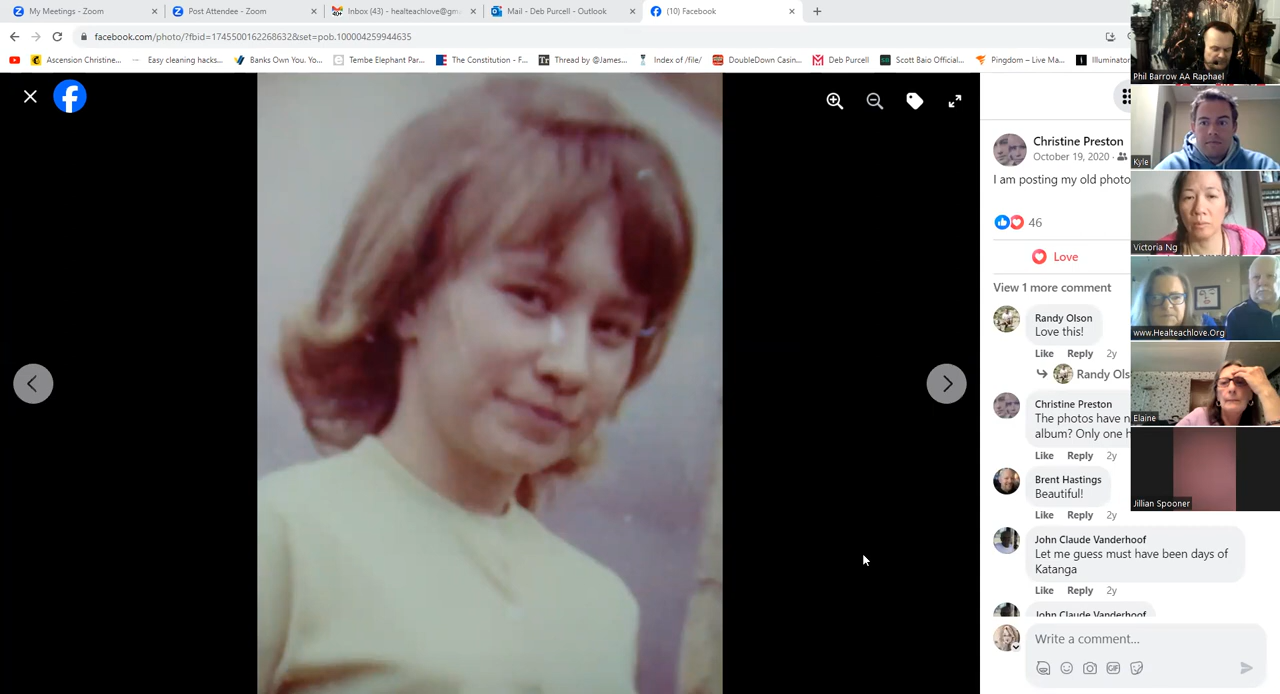 My Meetings - Zoom
Post Attendee - Zoom
Inbox (43) - healteachlove@gm
Mail - Deb Purcell - Outlook
(10) Facebook
facebook.com/photo/?fbid=1745500162268632&set=pob.100004259944635
Ascension Christine...
Easy cleaning hacks...
Banks Own You. Yo...
Tembe Elephant Par...
The Constitution - F...
Thread by @James...
Index of /file/
DoubleDown Casin...
Deb Purcell
Scott Baio Official...
Pingdom – Live Ma...
Illuminator
Christine Preston
October 19, 2020 ·
I am posting my old photo
46
Love
View 1 more comment
Randy Olson
Love this!
Like Reply 2y
Randy Ols
Christine Preston
The photos have n
album? Only one h
Like Reply 2y
Brent Hastings
Beautiful!
Like Reply 2y
John Claude Vanderhoof
Let me guess must have been days of
Katanga
Like Reply 2y
John Claude Vanderhoof
Write a comment...
GIF
Phil Barrow AA Raphael
Kyle
Victoria Ng
www.Healteachlove.Org
Elaine
Jillian Spooner